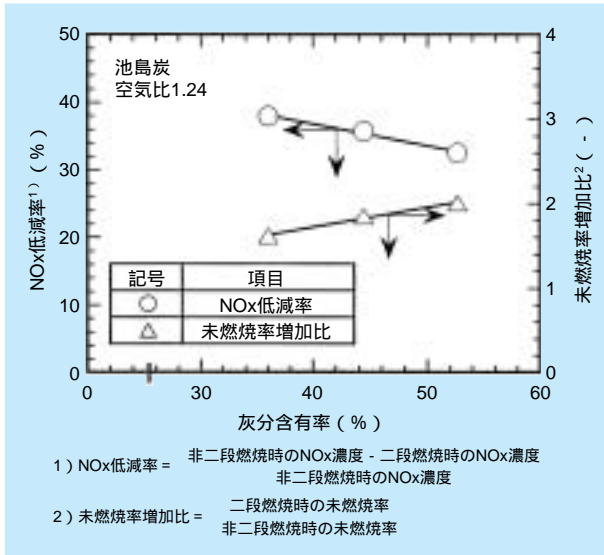 50
40
30
20
10
0
NOx低減率1)(%)
池島炭
空気比1.24
4
3
2
1
0
未燃焼率増加比2(-)
記号 項目
○ NOx低減率
△ 未燃焼率増加比
0 30 40 50 60
灰分含有率(%)
1)NOx低減率= 非二段燃焼時のNOx濃度 - 二段燃焼時のNOx濃度
非二段燃焼時のNOx濃度
2)未燃焼率増加比= 二段燃焼時の未燃焼率
非二段燃焼時の未燃焼率